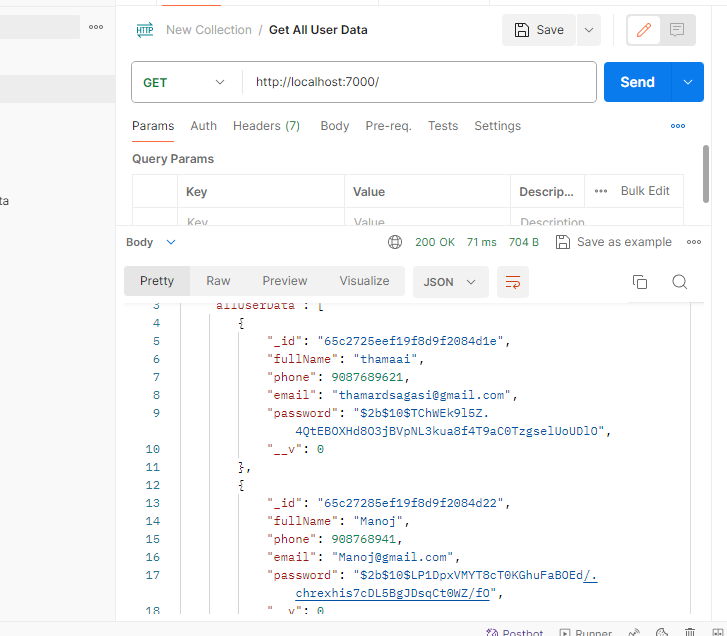 HTTP New Collection / Get All User Data Save
GET http://localhost:7000/ Send
Params Auth Headers (7) Body Pre-req. Tests Settings
Query Params
Key Value Descrip... Bulk Edit
Key Value Description
ta
Body 200 OK 71 ms 704 B Save as example
Pretty Raw Preview Visualize JSON
3 "allUserData": [
4 {
5 "_id": "65c2725eef19f8d9f2084d1e",
6 "fullName": "thamaai",
7 "phone": 9087689621,
8 "email": "thamardsagasi@gmail.com",
9 "password": "$2b$10$TChWEk9l5Z.
4QtEBOXHd8O3jBVpNL3kua8f4T9aC0TzgselUoUDlO",
10 "__v": 0
11 },
12 {
13 "_id": "65c27285ef19f8d9f2084d22",
14 "fullName": "Manoj",
15 "phone": 908768941,
16 "email": "Manoj@gmail.com",
17 "password": "$2b$10$LP1DpxVMYT8cT0KGhuFaBOEd/.
chrexhis7cDL5BgJDsqCt0WZ/fO",
18 "__v": 0
Postbot Runner